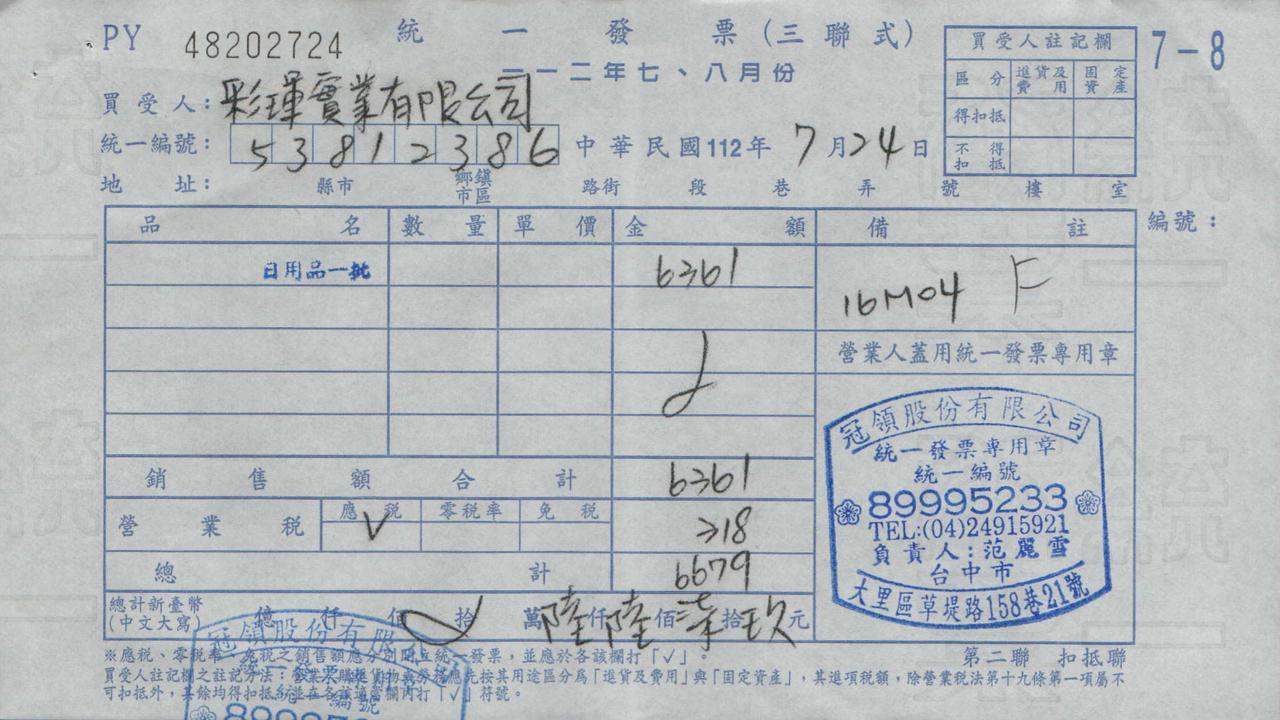 PY 48202724 統一發票(三聯式) 7-8
一一二年七、八月份
買受人註記欄
區分 進貨及費用 固定資產
得扣抵
不得扣抵
買受人: 彩琿實業有限公司
統一編號: 53812386 中華民國112年7月24日
地址: 縣市 鄉鎮市區 路街 段 巷 弄 號 樓 室
品名 數量 單價 金額 備註 編號:
日用品一批 6361 16M04 F
營業人蓋用統一發票專用章
銷售額合計 6361
營業稅 應稅 V 零稅率 免稅 318
總計 6679
總計新臺幣(中文大寫) 億 仟 佰 拾 萬 陸仟 陸佰 柒拾 玖元
冠領股份有限公司
統一發票專用章
統一編號
89995233
TEL:(04)24915921
負責人:范麗雪
台中市
大里區草堤路158巷21號
冠領股份有限
※應稅、零稅率、免稅之銷售額應分別開立統一發票,並應於各該欄打「√」。
第二聯 扣抵聯
買受人註記欄之註記方法:營業人購進貨物或勞務應先按其用途區分為「進貨及費用」與「固定資產」,其進項稅額,除營業稅法第十九條第一項屬不
可扣抵外,其餘均得扣抵,並在各該適當欄內打「√」符號。